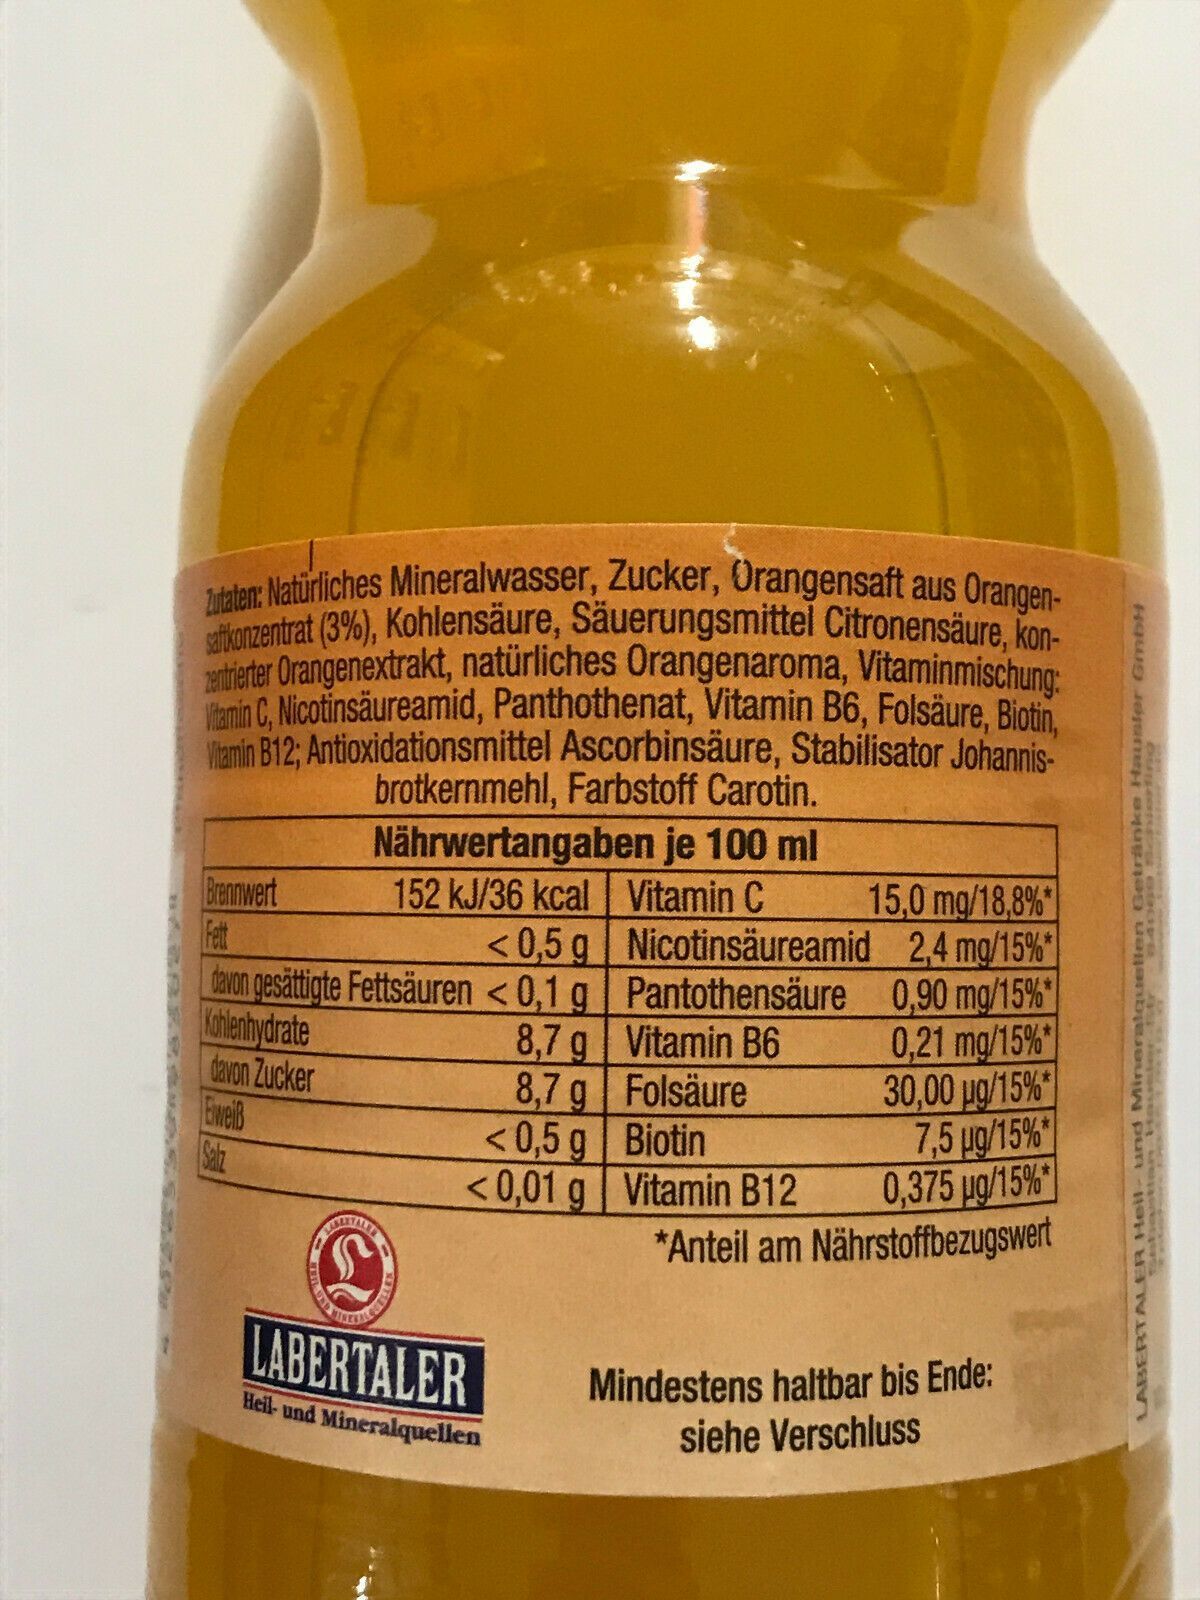 Zutaten: Natürliches Mineralwasser, Zucker, Orangensaft aus Orangen-
saftkonzentrat (3%), Kohlensäure, Säuerungsmittel Citronensäure, kon-
zentrierter Orangenextrakt, natürliches Orangenaroma, Vitaminmischung:
Vitamin C, Nicotinsäureamid, Panthothenat, Vitamin B6, Folsäure, Biotin,
Vitamin B12; Antioxidationsmittel Ascorbinsäure, Stabilisator Johannis-
brotkernmehl, Farbstoff Carotin.
Nährwertangaben je 100 ml
Brennwert 152 kJ/36 kcal Vitamin C 15,0 mg/18,8%*
Fett < 0,5 g Nicotinsäureamid 2,4 mg/15%*
davon gesättigte Fettsäuren < 0,1 g Pantothensäure 0,90 mg/15%*
Kohlenhydrate 8,7 g Vitamin B6 0,21 mg/15%*
davon Zucker 8,7 g Folsäure 30,00 µg/15%*
Eiweiß < 0,5 g Biotin 7,5 µg/15%*
Salz < 0,01 g Vitamin B12 0,375 µg/15%*
*Anteil am Nährstoffbezugswert
LABERTALER
HEIL- UND MINERALQUELLEN
LABERTALER
Heil- und Mineralquellen
Mindestens haltbar bis Ende:
siehe Verschluss
LABERTALER Heil- und Mineralquellen Getränke Hausler GmbH